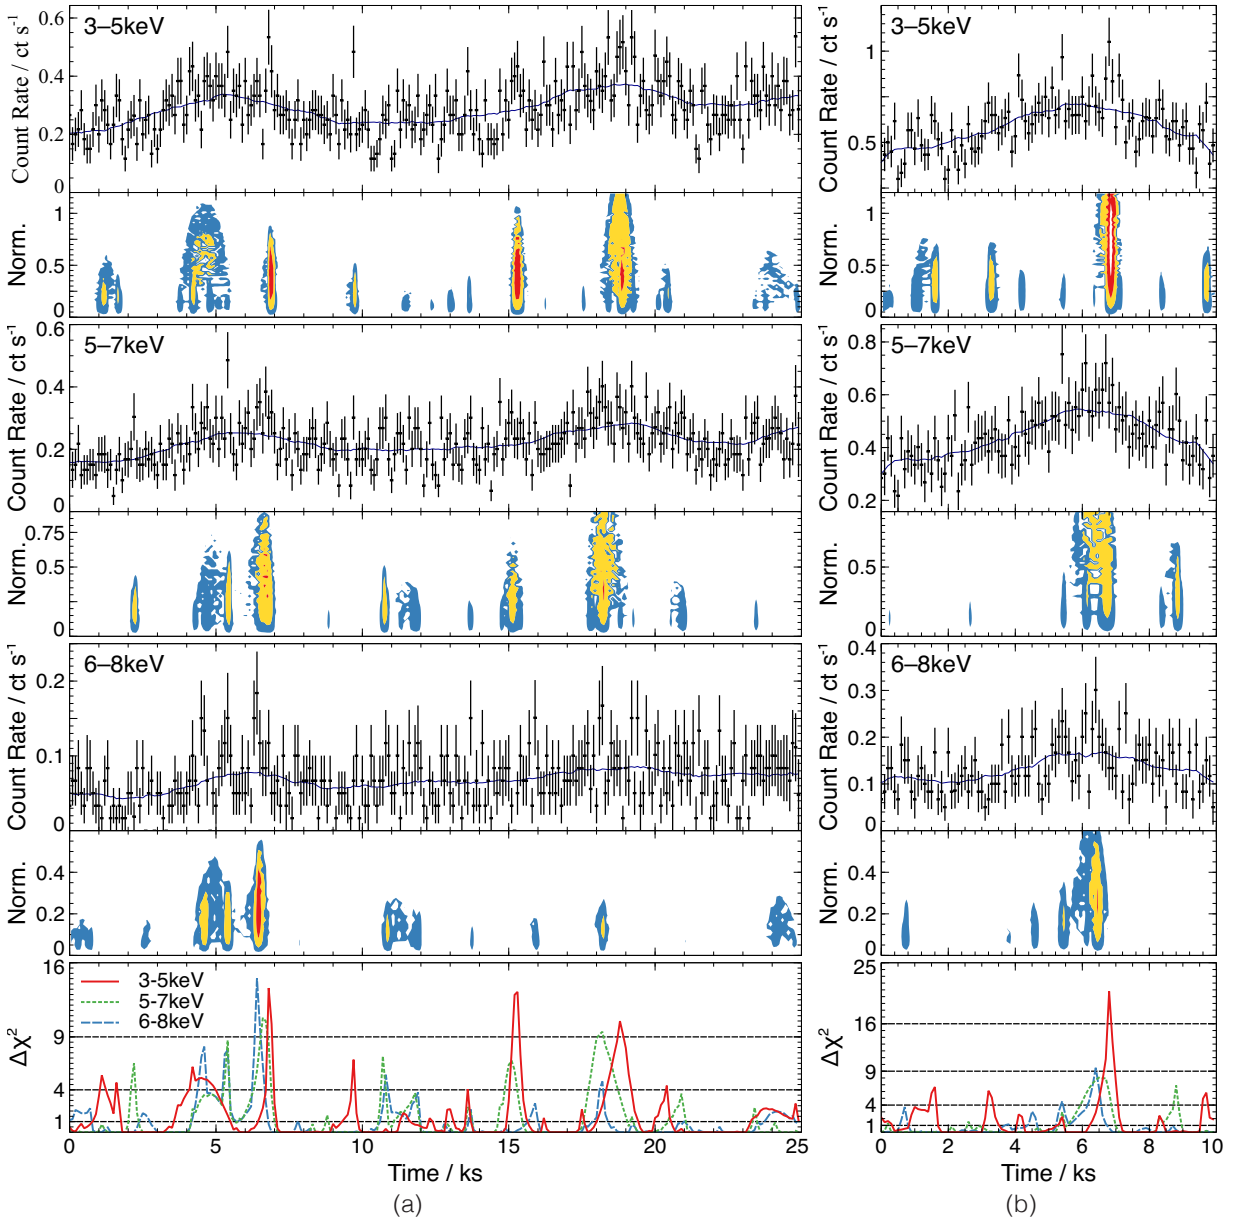 3–5keV
Count Rate / ct s⁻¹
0.6
0.4
0.2
0
Norm.
1
0.5
0
5–7keV
Count Rate / ct s⁻¹
0.6
0.4
0.2
0
Norm.
0.75
0.5
0.25
0
6–8keV
Count Rate / ct s⁻¹
0.2
0.1
0
Norm.
0.4
0.2
0
3-5keV
5-7keV
6-8keV
Δχ²
16
9
4
1
0 5 10 15 20 25
Time / ks
(a)
3–5keV
Count Rate / ct s⁻¹
1
0.5
Norm.
1
0.5
0
5–7keV
Count Rate / ct s⁻¹
0.8
0.6
0.4
0.2
Norm.
0.5
0
6–8keV
Count Rate / ct s⁻¹
0.4
0.3
0.2
0.1
0
Norm.
0.4
0.2
0
Δχ²
25
16
9
4
1
0 2 4 6 8 10
Time / ks
(b)